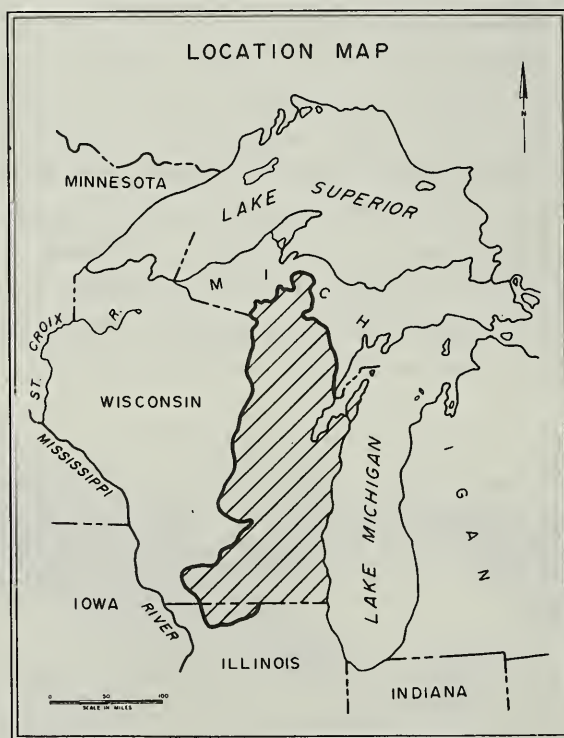 LOCATION MAP
N
MINNESOTA
LAKE SUPERIOR
MICHIGAN
ST. CROIX R.
WISCONSIN
MISSISSIPPI RIVER
LAKE MICHIGAN
IOWA
ILLINOIS
INDIANA
0 50 100
SCALE IN MILES